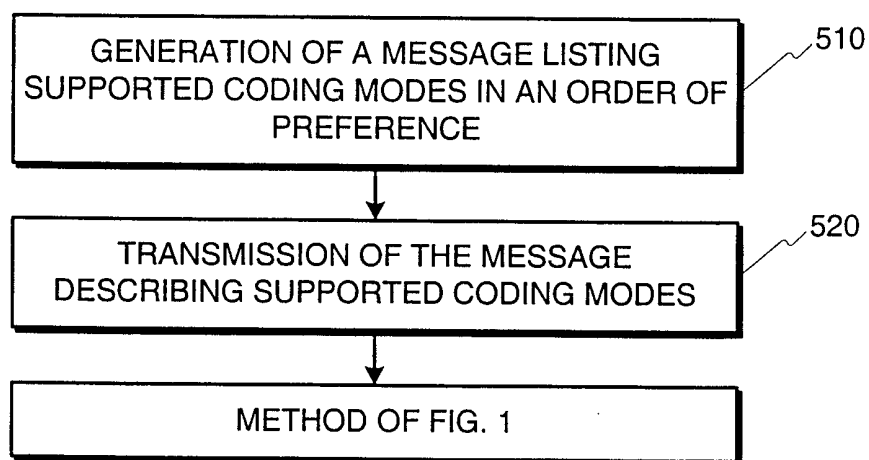 GENERATION OF A MESSAGE LISTING
SUPPORTED CODING MODES IN AN ORDER OF
PREFERENCE
510
TRANSMISSION OF THE MESSAGE
DESCRIBING SUPPORTED CODING MODES
520
METHOD OF FIG. 1